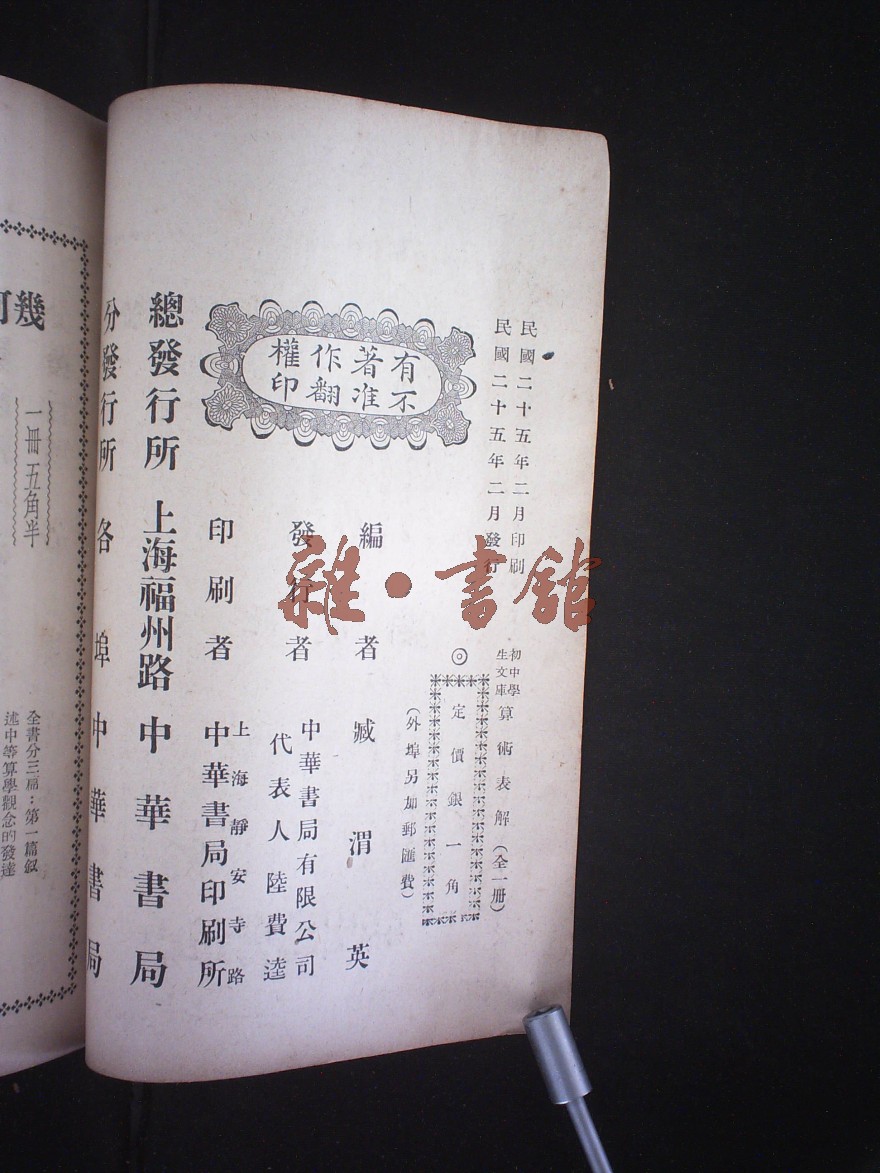 民國二十五年二月印刷
民國二十五年二月發行
初中學生文庫 算術表解（全一册）
◎定價銀一角
（外埠另加郵匯費）
有著作權
不准翻印
編者 臧渭英
發行者 中華書局有限公司
代表人陸費逵
印刷者 上海靜安寺路
中華書局印刷所
總發行所 上海福州路 中華書局
分發行所 各埠中華書局
雜·書館
幾何
一冊五角半
全書分三篇：第一篇叙
述中等算學觀念的發達